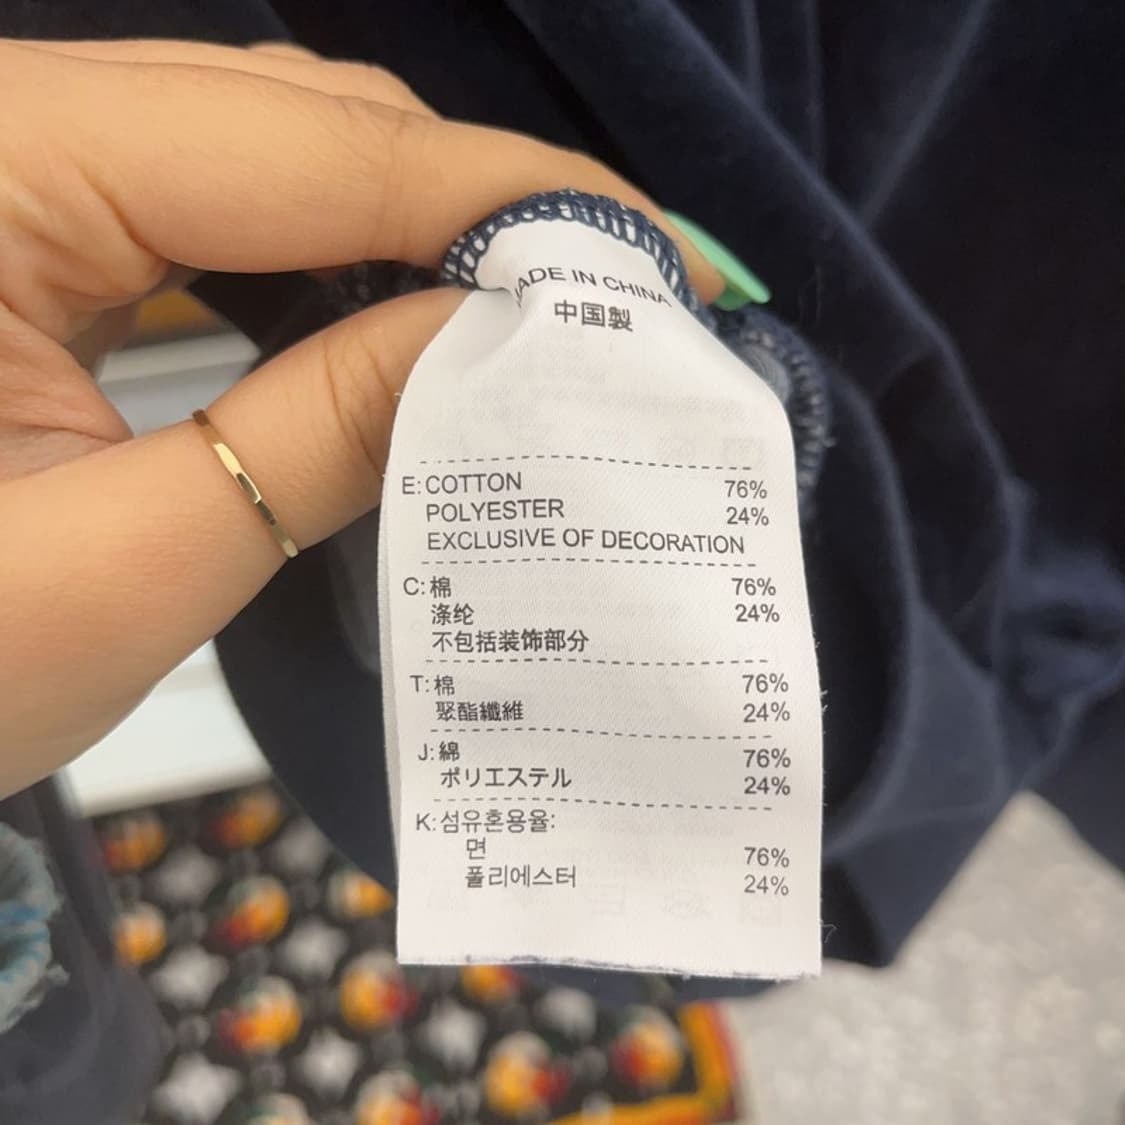 MADE IN CHINA
中国製
E: COTTON 76%
POLYESTER 24%
EXCLUSIVE OF DECORATION
C: 棉 76%
涤纶 24%
不包括装饰部分
T: 棉 76%
聚酯纖維 24%
J: 綿 76%
ポリエステル 24%
K: 섬유혼용율:
면 76%
폴리에스터 24%